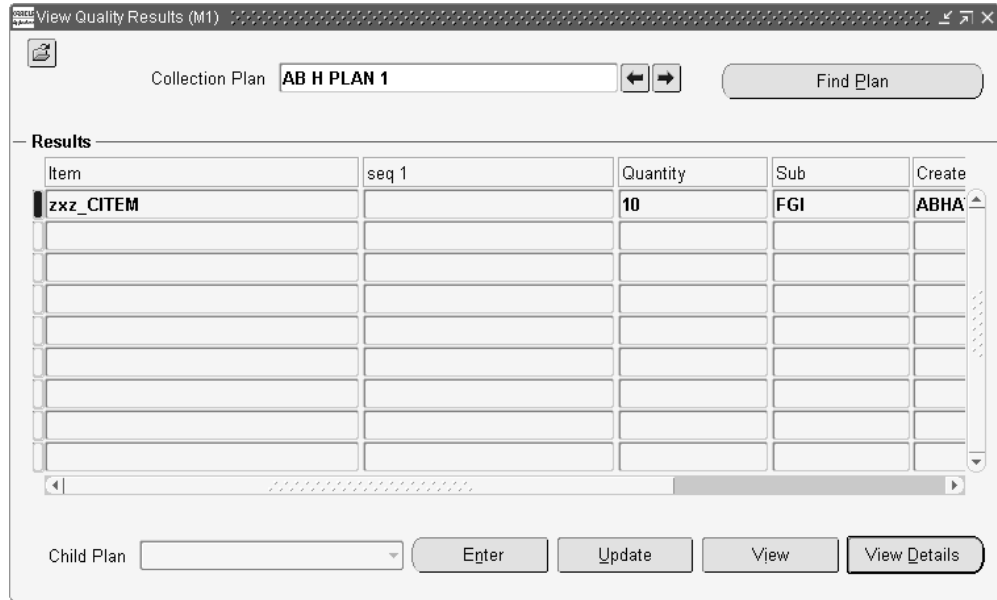 View Quality Results (M1)
Collection Plan AB H PLAN 1 Find Plan
Results
Item seq 1 Quantity Sub Create
zxz_CITEM 10 FGI ABHA
Child Plan Enter Update View View Details